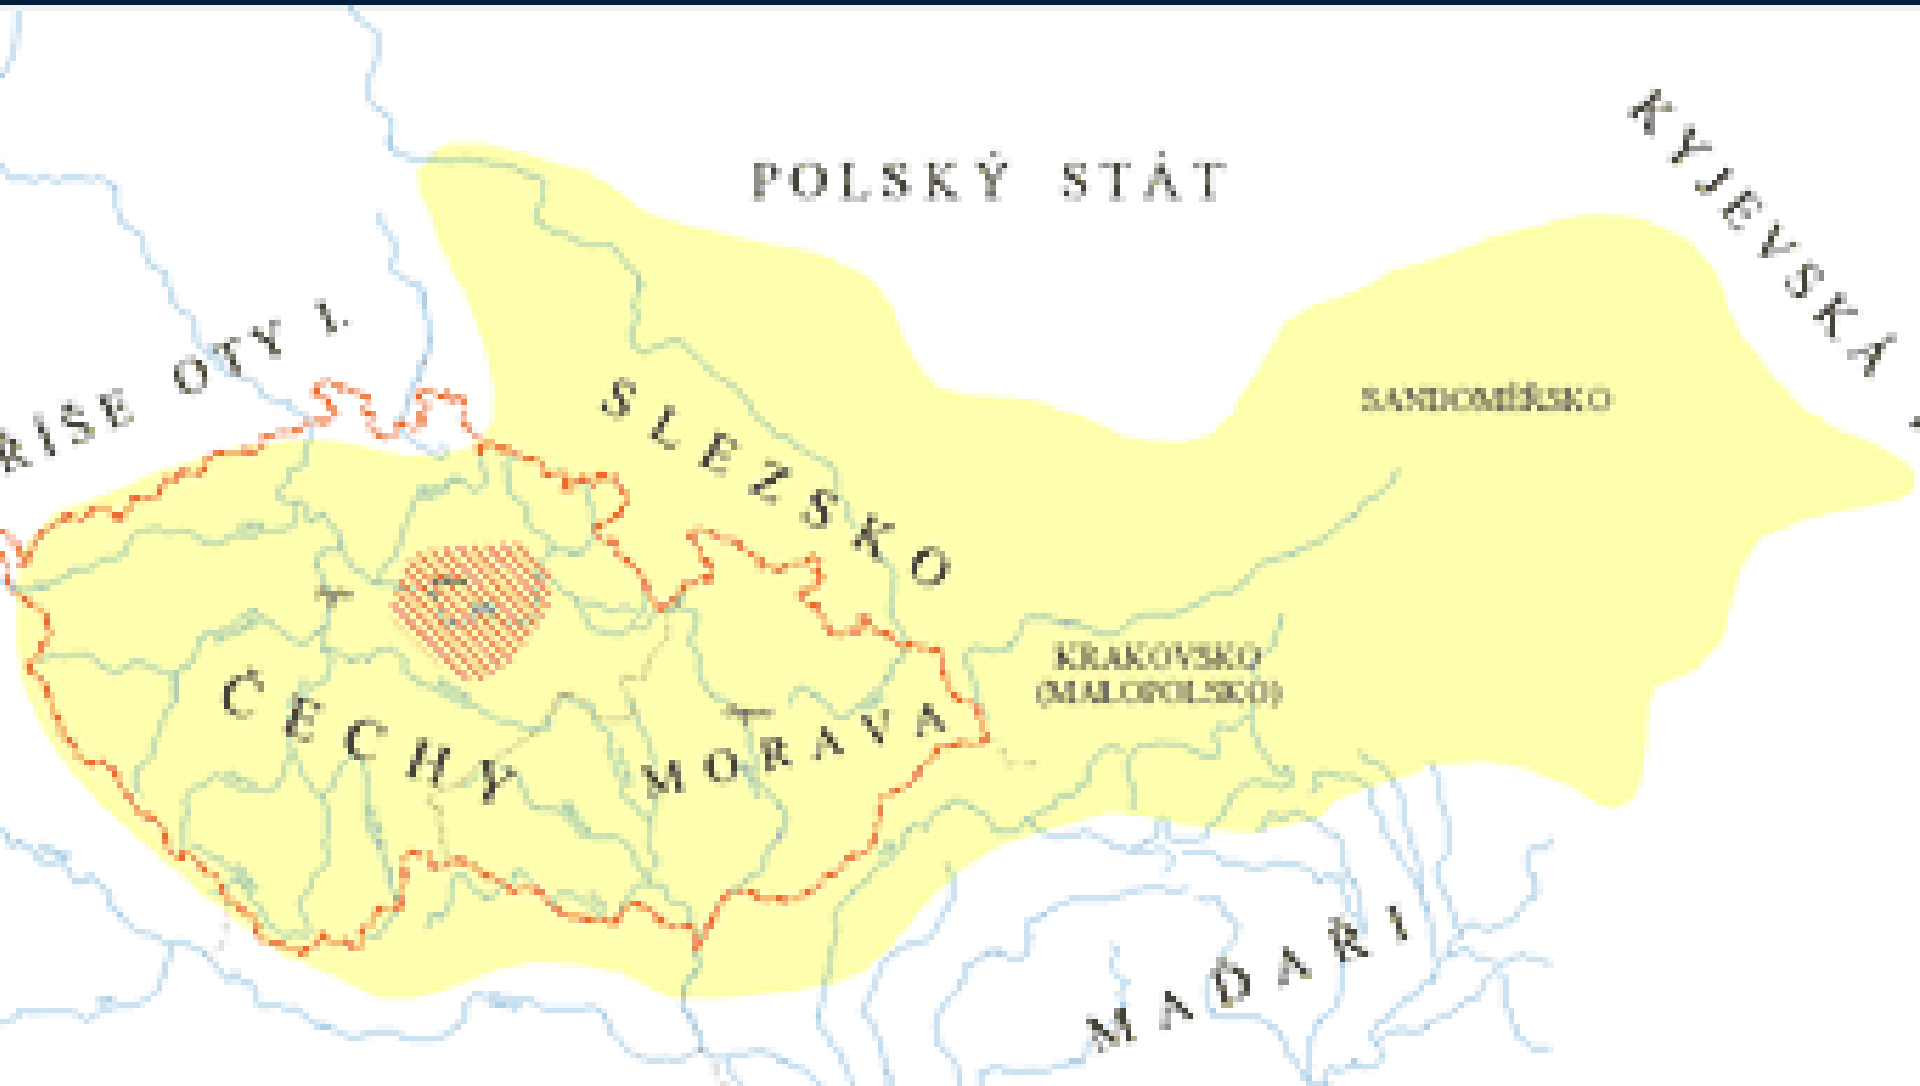 POLSKÝ STÁT
KYJEVSKÁ
ŘÍŠE OTY I.
SLEZSKO
SANDOMĚŘSKO
KRAKOVSKO
(MALOPOLSKO)
ČECHY
MORAVA
MAĎAŘI